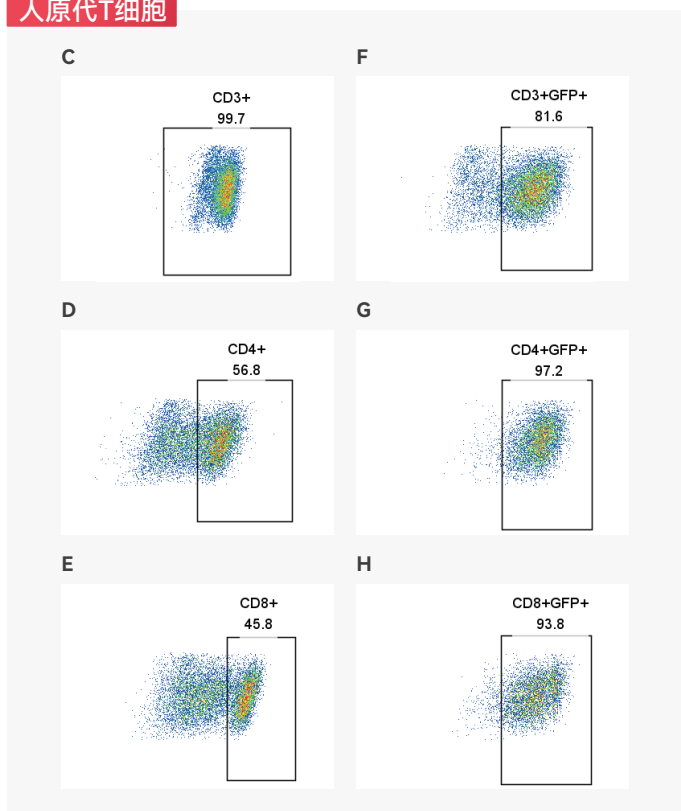 人原代T细胞
C
CD3+
99.7
F
CD3+GFP+
81.6
D
CD4+
56.8
G
CD4+GFP+
97.2
E
CD8+
45.8
H
CD8+GFP+
93.8